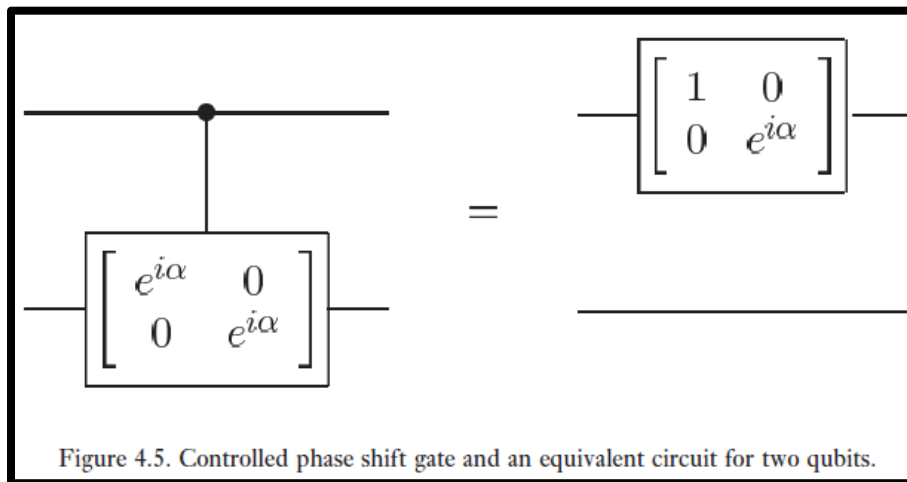 1 0
0 e^{iα}
=
e^{iα} 0
0 e^{iα}
Figure 4.5. Controlled phase shift gate and an equivalent circuit for two qubits.